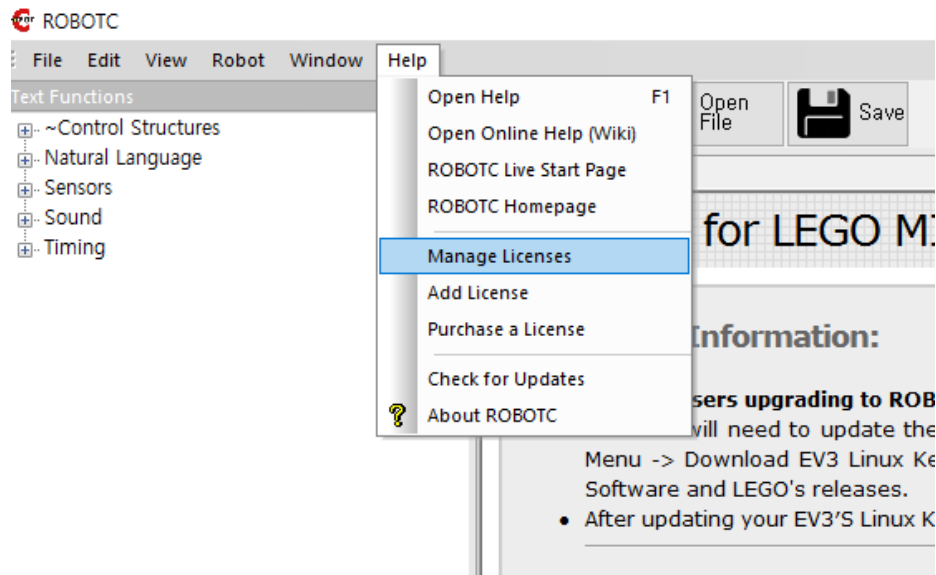 ROBOTC
File Edit View Robot Window Help
Text Functions
~Control Structures
Natural Language
Sensors
Sound
Timing
Open Help F1
Open Online Help (Wiki)
ROBOTC Live Start Page
ROBOTC Homepage
Manage Licenses
Add License
Purchase a License
Check for Updates
About ROBOTC
Open
File
Save
for LEGO MI
Information:
sers upgrading to ROB
will need to update the
Menu -> Download EV3 Linux Ke
Software and LEGO's releases.
• After updating your EV3'S Linux K